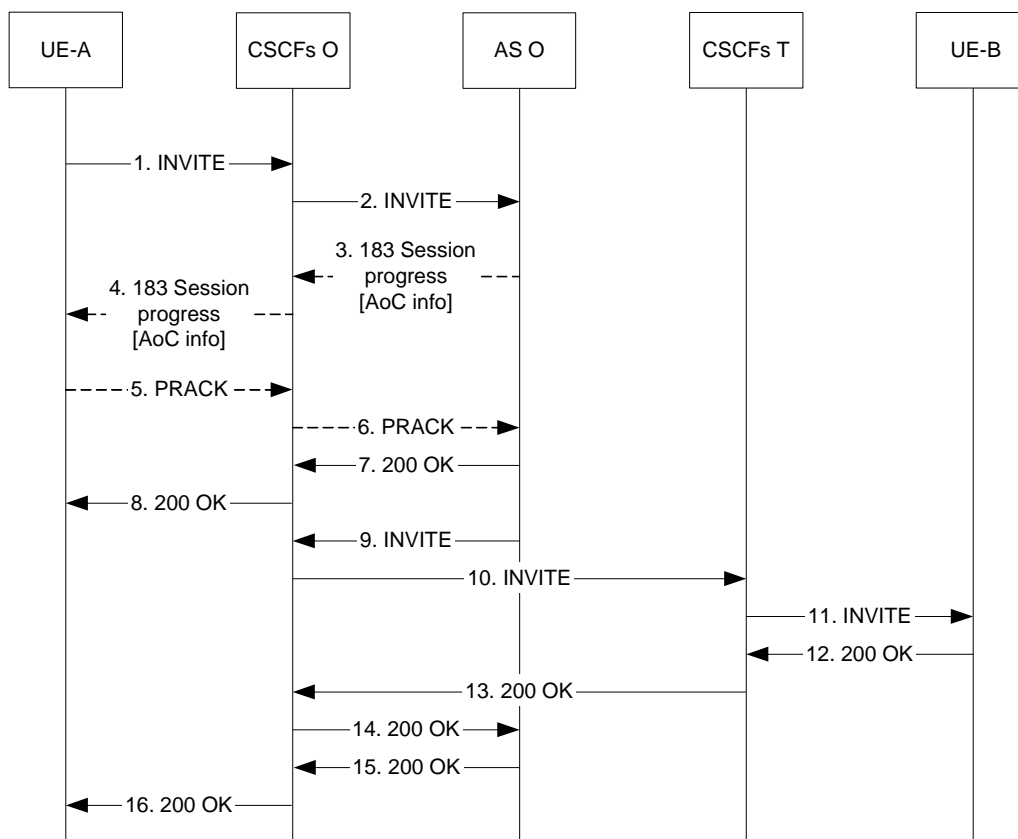 UE-A
CSCFs O
AS O
CSCFs T
UE-B
1. INVITE
2. INVITE
3. 183 Session
progress
[AoC info]
4. 183 Session
progress
[AoC info]
5. PRACK
6. PRACK
7. 200 OK
8. 200 OK
9. INVITE
10. INVITE
11. INVITE
12. 200 OK
13. 200 OK
14. 200 OK
15. 200 OK
16. 200 OK